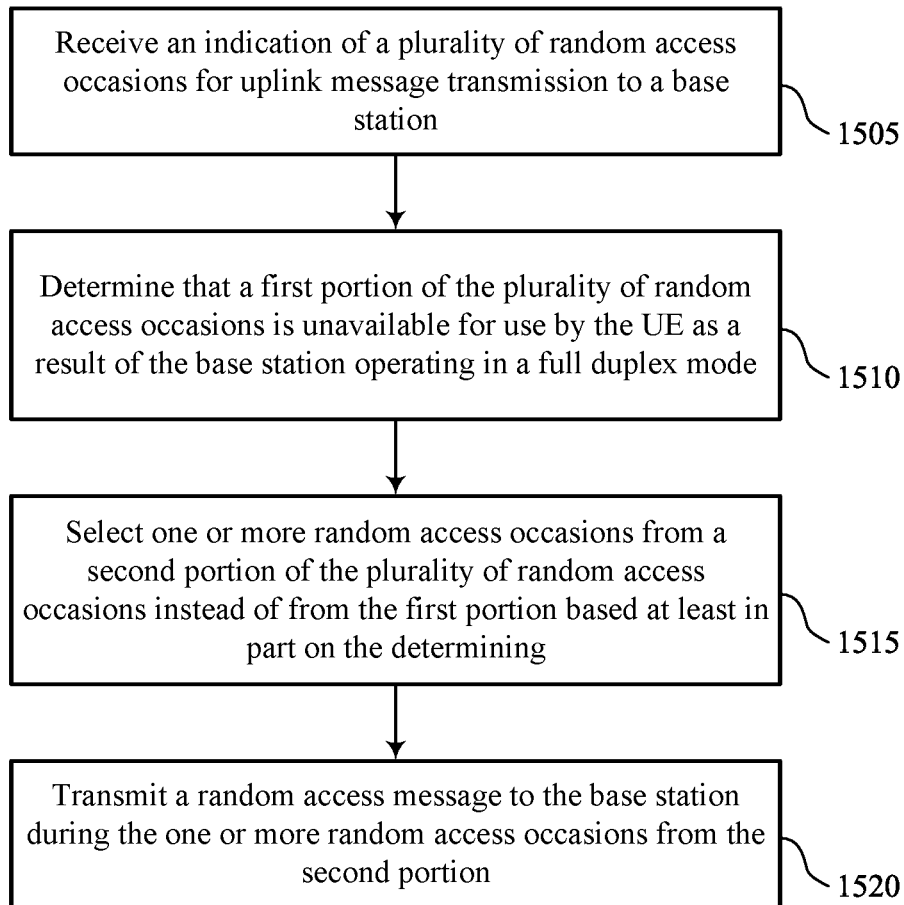 Receive an indication of a plurality of random access
occasions for uplink message transmission to a base
station
1505
Determine that a first portion of the plurality of random
access occasions is unavailable for use by the UE as a
result of the base station operating in a full duplex mode
1510
Select one or more random access occasions from a
second portion of the plurality of random access
occasions instead of from the first portion based at least in
part on the determining
1515
Transmit a random access message to the base station
during the one or more random access occasions from the
second portion
1520